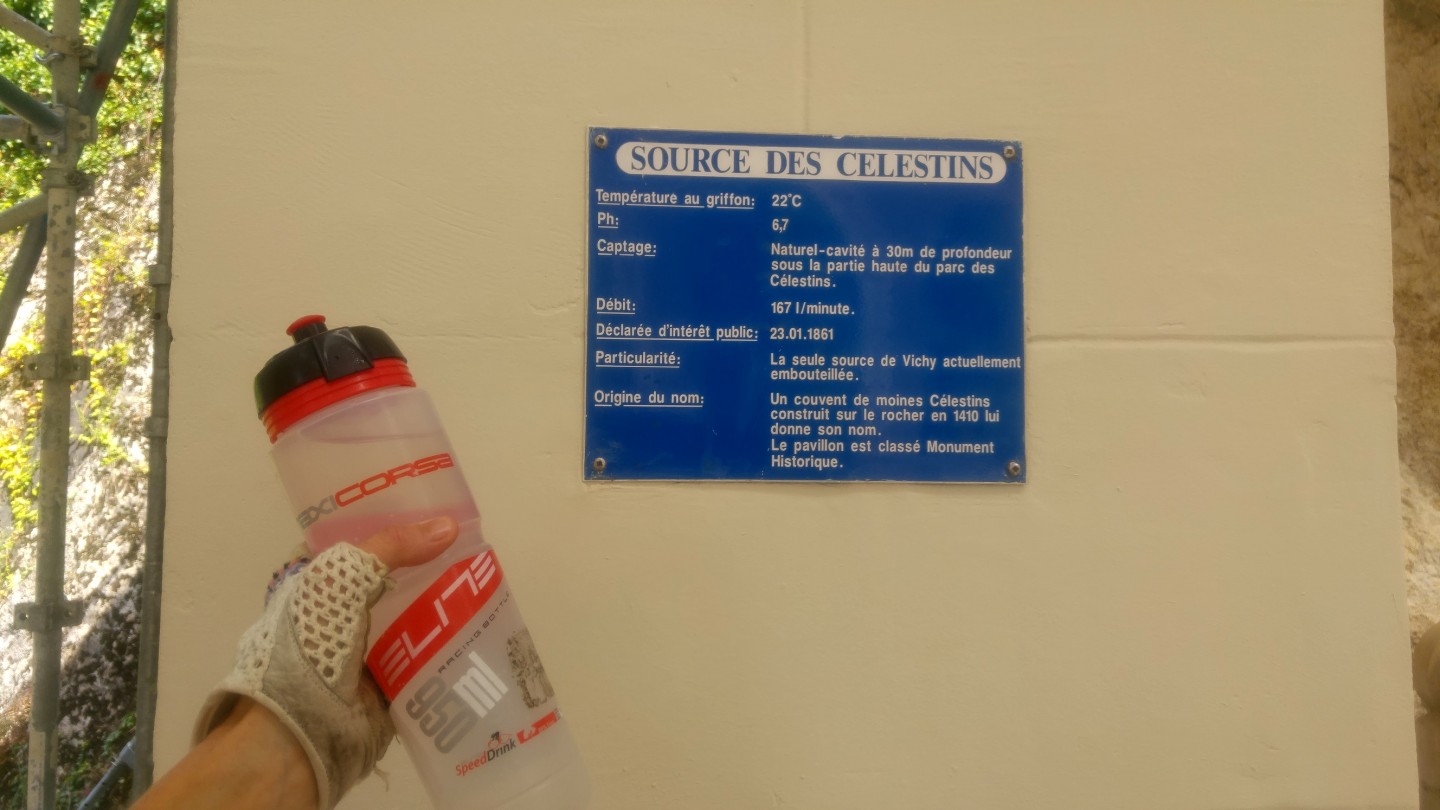 SOURCE DES CELESTINS
Température au griffon: 22°C
Ph: 6,7
Captage: Naturel-cavité à 30m de profondeur
sous la partie haute du parc des
Célestins.
Débit: 167 l/minute.
Déclarée d'intérêt public: 23.01.1861
Particularité: La seule source de Vichy actuellement
embouteillée.
Origine du nom: Un couvent de moines Célestins
construit sur le rocher en 1410 lui
donne son nom.
Le pavillon est classé Monument
Historique.
CORSA
ELITE
RACING BOTTLE
950ml
SpeedDrink